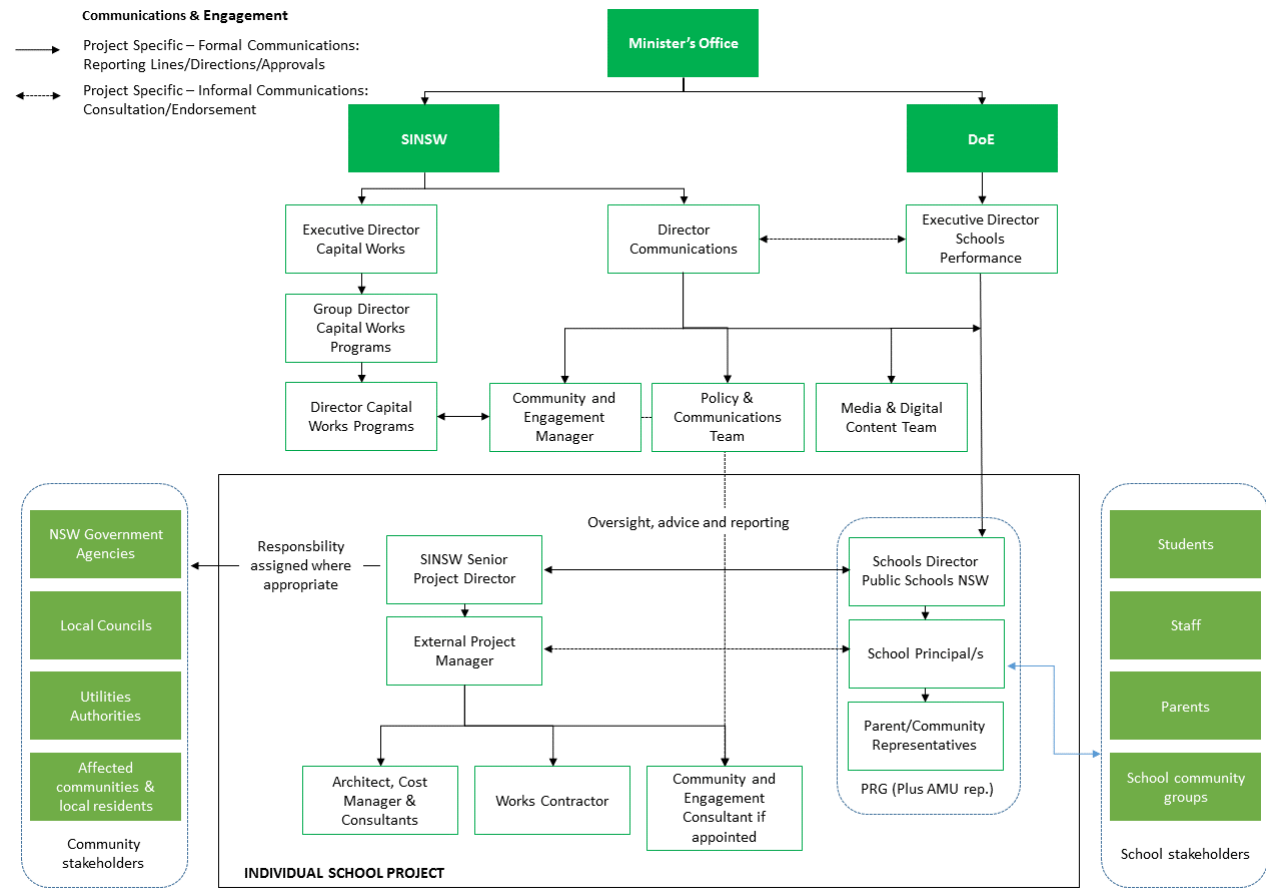 Communications & Engagement
Project Specific – Formal Communications:
Reporting Lines/Directions/Approvals
Project Specific – Informal Communications:
Consultation/Endorsement
Minister’s Office
SINSW
DoE
Executive Director
Capital Works
Director
Communications
Executive Director
Schools
Performance
Group Director
Capital Works
Programs
Director Capital
Works Programs
Community and
Engagement
Manager
Policy &
Communications
Team
Media & Digital
Content Team
NSW Government
Agencies
Local Councils
Utilities
Authorities
Affected
communities &
local residents
Community
stakeholders
Responsbility
assigned where
appropriate
Oversight, advice and reporting
SINSW Senior
Project Director
External Project
Manager
Architect, Cost
Manager &
Consultants
Works Contractor
Community and
Engagement
Consultant if
appointed
Schools Director
Public Schools NSW
School Principal/s
Parent/Community
Representatives
PRG (Plus AMU rep.)
INDIVIDUAL SCHOOL PROJECT
Students
Staff
Parents
School community
groups
School stakeholders